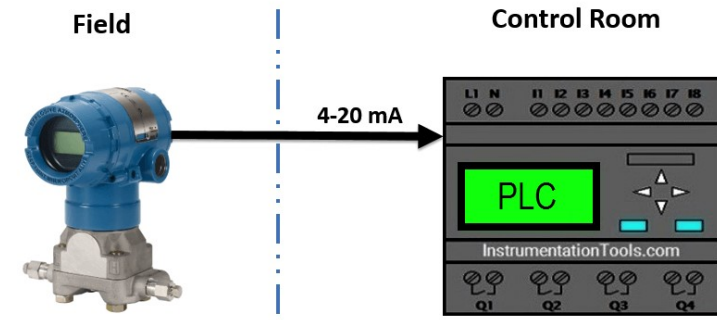 Field
Control Room
4-20 mA
L1 N I1 I2 I3 I4 I5 I6 I7 I8
PLC
InstrumentationTools.com
Q1 Q2 Q3 Q4